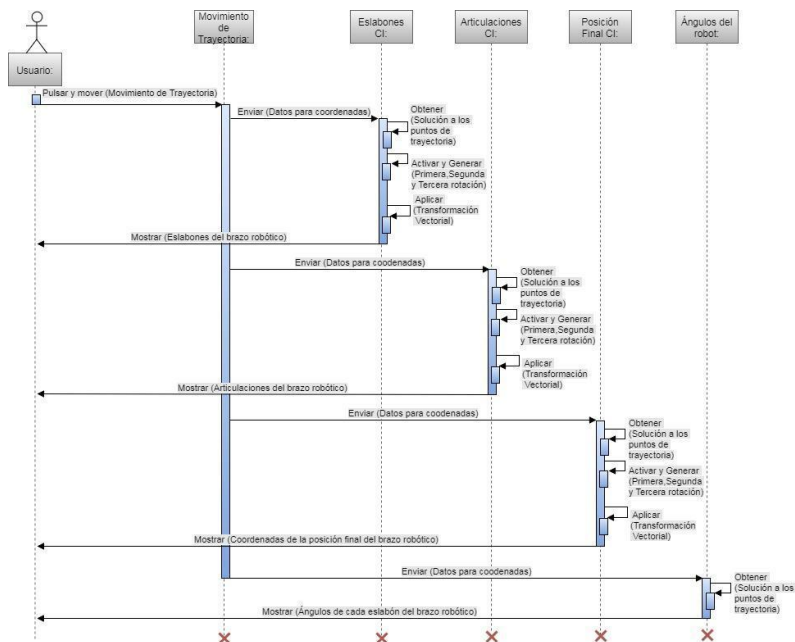 Movimiento
de
Trayectoria:
Eslabones
CI:
Articulaciones
CI:
Posición
Final CI:
Ángulos del
robot:
Usuario:
Pulsar y mover (Movimiento de Trayectoria)
Enviar (Datos para coordenadas)
Obtener
(Solución a los
puntos de
trayectoria)
Activar y Generar
(Primera,Segunda
y Tercera rotación)
Aplicar
(Transformación
Vectorial)
Mostrar (Eslabones del brazo robótico)
Enviar (Datos para coodenadas)
Obtener
(Solución a los
puntos de
trayectoria)
Activar y Generar
(Primera,Segunda
y Tercera rotación)
Aplicar
(Transformación
Vectorial)
Mostrar (Articulaciones del brazo robótico)
Enviar (Datos para coodenadas)
Obtener
(Solución a los
puntos de
trayectoria)
Activar y Generar
(Primera,Segunda
y Tercera rotación)
Aplicar
(Transformación
Vectorial)
Mostrar (Coordenadas de la posición final del brazo robótico)
Enviar (Datos para coodenadas)
Obtener
(Solución a los
puntos de
trayectoria)
Mostrar (Ángulos de cada eslabón del brazo robótico)